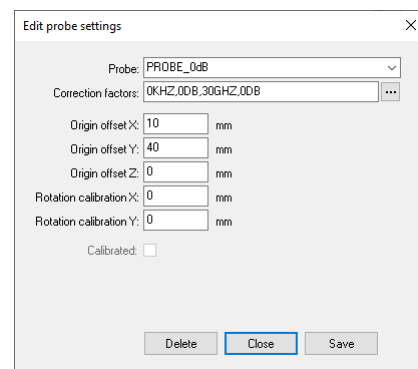 Edit probe settings
Probe: PROBE_0dB
Correction factors: 0KHZ,0DB,30GHZ,0DB ...
Origin offset X: 10 mm
Origin offset Y: 40 mm
Origin offset Z: 0 mm
Rotation calibration X: 0 mm
Rotation calibration Y: 0 mm
Calibrated:
Delete Close Save